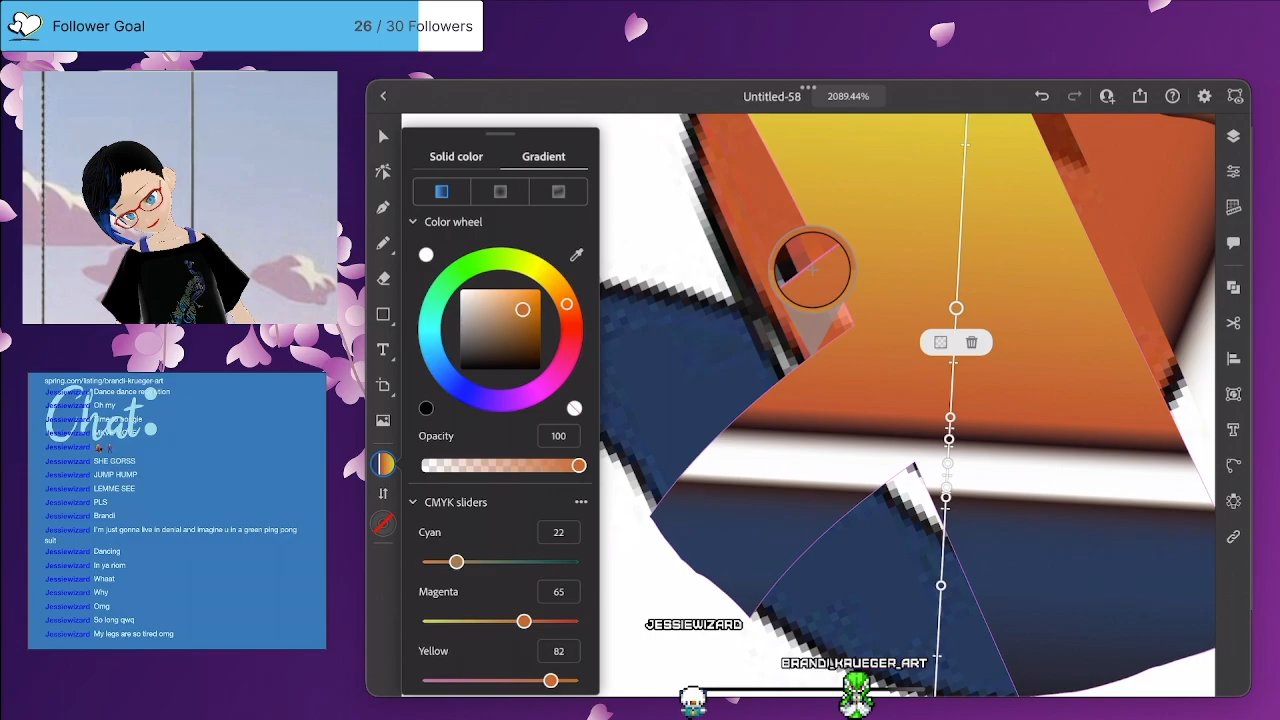 Follower Goal
26 / 30 Followers
Untitled-58
2089.44%
Solid color
Gradient
Color wheel
Opacity
100
CMYK sliders
Cyan
22
Magenta
65
Yellow
82
spring.com/listing/brandi-krueger-art
Chat:
Jessiewizard Dance dance revolution
Jessiewizard Oh my
Jessiewizard
Jessiewizard
Jessiewizard
Jessiewizard SHE GORSS
Jessiewizard JUMP HUMP
Jessiewizard LEMME SEE
Jessiewizard PLS
Jessiewizard Brandi
Jessiewizard I'm just gonna live in denial and imagine u in a green ping pong
suit
Jessiewizard Dancing
Jessiewizard In ya riom
Jessiewizard Whaat
Jessiewizard Why
Jessiewizard Omg
Jessiewizard So long qwq
Jessiewizard My legs are so tired omg
JESSIEWIZARD
BRANDI_KRUEGER_ART